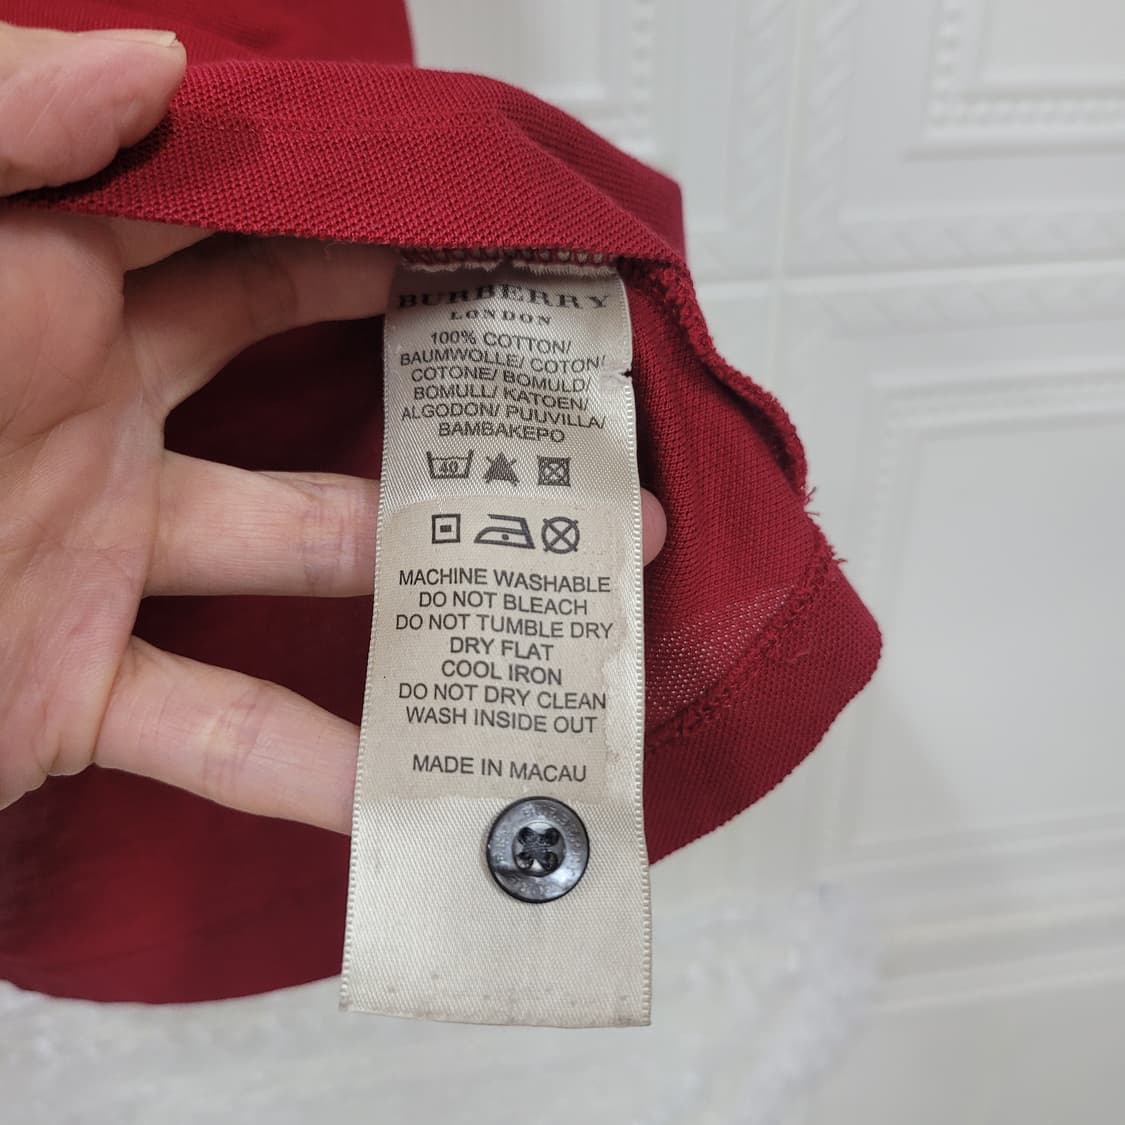 BURBERRY
LONDON
100% COTTON/
BAUMWOLLE/ COTON/
COTONE/ BOMULD/
BOMULL/ KATOEN/
ALGODON/ PUUVILLA/
BAMBAKEPO
40
MACHINE WASHABLE
DO NOT BLEACH
DO NOT TUMBLE DRY
DRY FLAT
COOL IRON
DO NOT DRY CLEAN
WASH INSIDE OUT
MADE IN MACAU